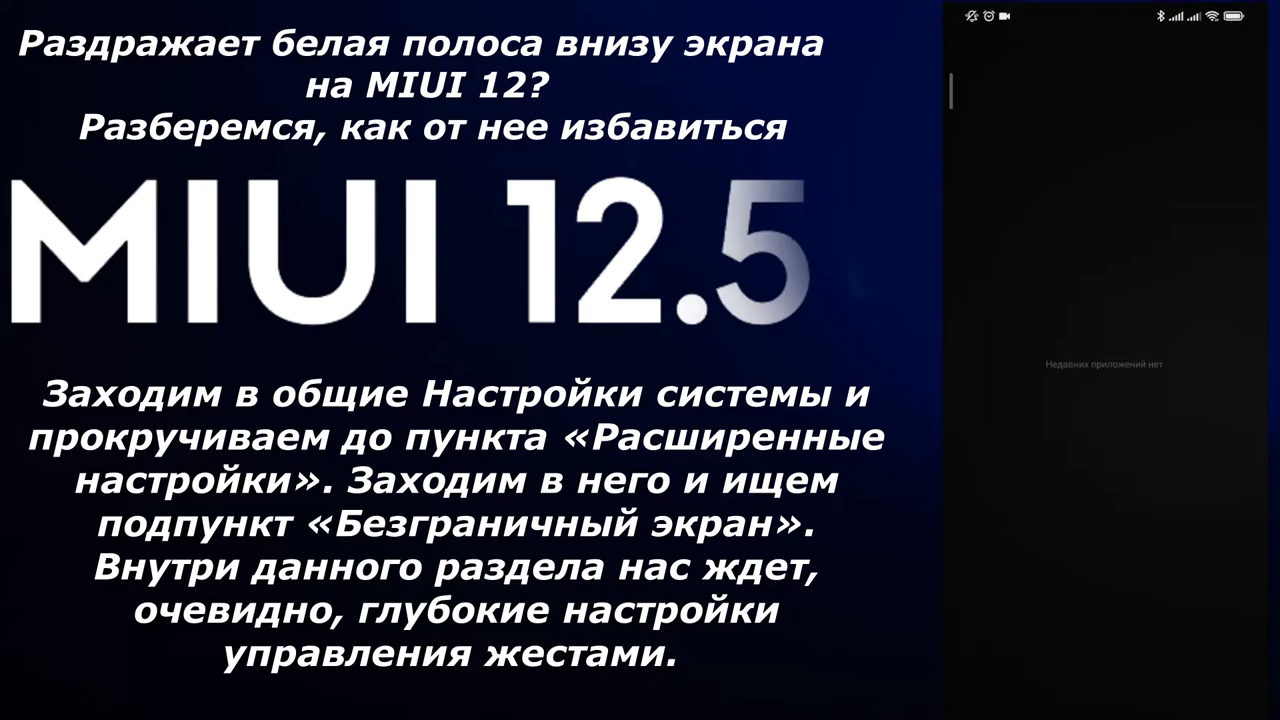 Раздражает белая полоса внизу экрана
на MIUI 12?
Разберемся, как от нее избавиться
MIUI 12.5
Заходим в общие Настройки системы и
прокручиваем до пункта «Расширенные
настройки». Заходим в него и ищем
подпункт «Безграничный экран».
Внутри данного раздела нас ждет,
очевидно, глубокие настройки
управления жестами.
Недавних приложений нет